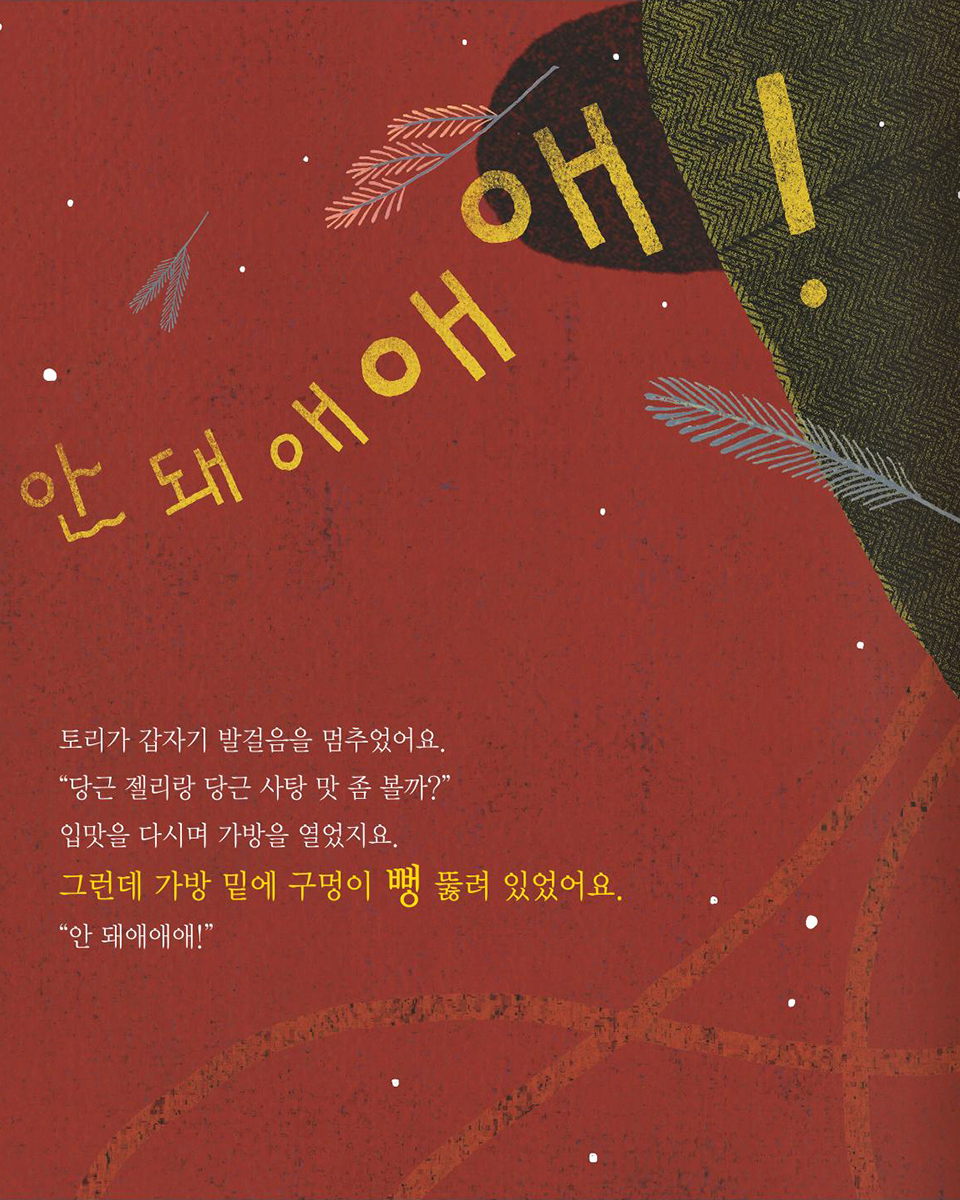 안 돼애애애!
토리가 갑자기 발걸음을 멈추었어요.
“당근 젤리랑 당근 사탕 맛 좀 볼까?”
입맛을 다시며 가방을 열었지요.
그런데 가방 밑에 구멍이 뻥 뚫려 있었어요.
“안 돼애애애!”